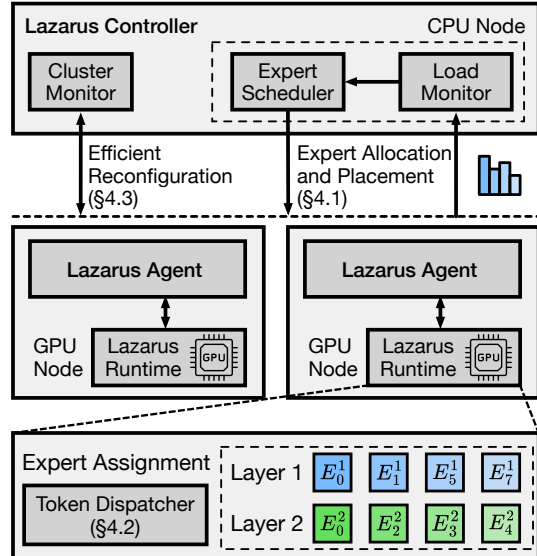 Lazarus Controller
CPU Node
Cluster
Monitor
Expert
Scheduler
Load
Monitor
Efficient
Reconfiguration
(§4.3)
Expert Allocation
and Placement
(§4.1)
Lazarus Agent
GPU
Node
Lazarus
Runtime
GPU
Lazarus Agent
GPU
Node
Lazarus
Runtime
GPU
Expert Assignment
Token Dispatcher
(§4.2)
Layer 1 E₀¹ E₁¹ E₅¹ E₇¹
Layer 2 E₀² E₂² E₃² E₄²